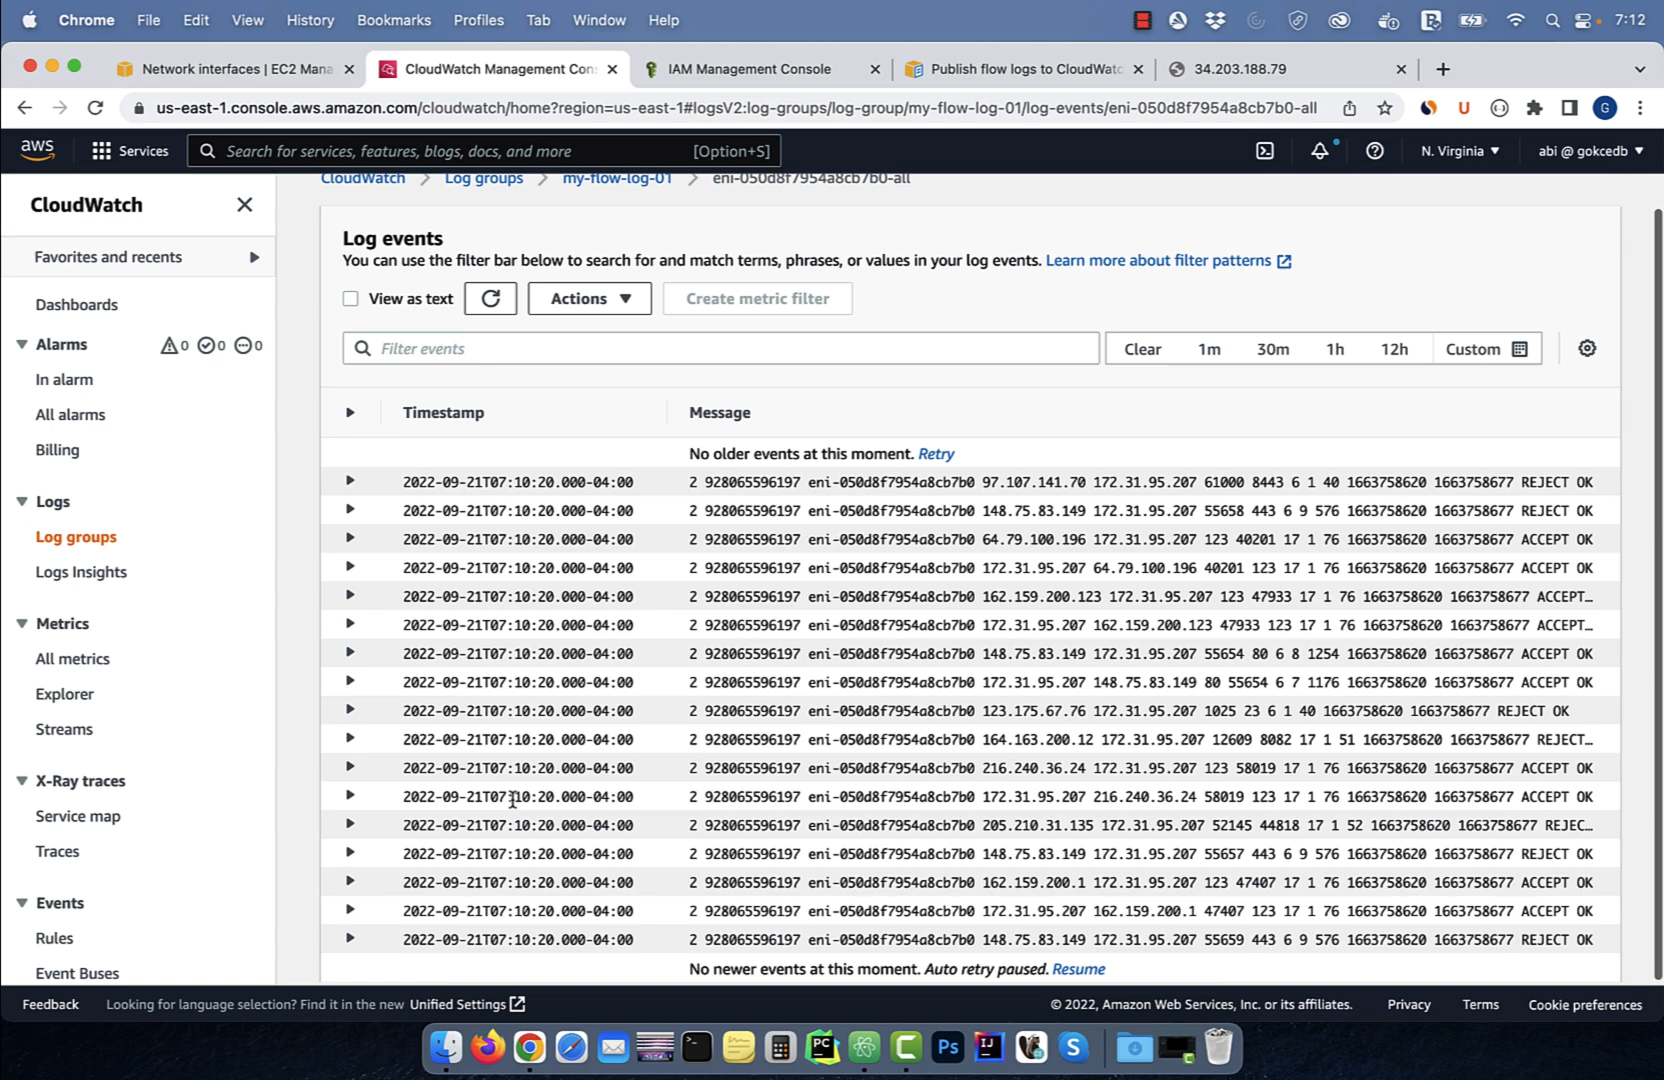 Chrome File Edit View History Bookmarks Profiles Tab Window Help 7:12
Network interfaces | EC2 Mana CloudWatch Management Con IAM Management Console Publish flow logs to CloudWatc 34.203.188.79
us-east-1.console.aws.amazon.com/cloudwatch/home?region=us-east-1#logsV2:log-groups/log-group/my-flow-log-01/log-events/eni-050d8f7954a8cb7b0-all
aws Services Search for services, features, blogs, docs, and more [Option+S] N. Virginia abi @ gokcedb
CloudWatch
Favorites and recents
Dashboards
Alarms 0 0 0
In alarm
All alarms
Billing
Logs
Log groups
Logs Insights
Metrics
All metrics
Explorer
Streams
X-Ray traces
Service map
Traces
Events
Rules
Event Buses
CloudWatch Log groups my-flow-log-01 eni-050d8f7954a8cb7b0-all
Log events
You can use the filter bar below to search for and match terms, phrases, or values in your log events. Learn more about filter patterns
View as text Actions Create metric filter
Filter events Clear 1m 30m 1h 12h Custom
Timestamp Message
No older events at this moment. Retry
2022-09-21T07:10:20.000-04:00 2 928065596197 eni-050d8f7954a8cb7b0 97.107.141.70 172.31.95.207 61000 8443 6 1 40 1663758620 1663758677 REJECT OK
2022-09-21T07:10:20.000-04:00 2 928065596197 eni-050d8f7954a8cb7b0 148.75.83.149 172.31.95.207 55658 443 6 9 576 1663758620 1663758677 REJECT OK
2022-09-21T07:10:20.000-04:00 2 928065596197 eni-050d8f7954a8cb7b0 64.79.100.196 172.31.95.207 123 40201 17 1 76 1663758620 1663758677 ACCEPT OK
2022-09-21T07:10:20.000-04:00 2 928065596197 eni-050d8f7954a8cb7b0 172.31.95.207 64.79.100.196 40201 123 17 1 76 1663758620 1663758677 ACCEPT OK
2022-09-21T07:10:20.000-04:00 2 928065596197 eni-050d8f7954a8cb7b0 162.159.200.123 172.31.95.207 123 47933 17 1 76 1663758620 1663758677 ACCEPT…
2022-09-21T07:10:20.000-04:00 2 928065596197 eni-050d8f7954a8cb7b0 172.31.95.207 162.159.200.123 47933 123 17 1 76 1663758620 1663758677 ACCEPT…
2022-09-21T07:10:20.000-04:00 2 928065596197 eni-050d8f7954a8cb7b0 148.75.83.149 172.31.95.207 55654 80 6 8 1254 1663758620 1663758677 ACCEPT OK
2022-09-21T07:10:20.000-04:00 2 928065596197 eni-050d8f7954a8cb7b0 172.31.95.207 148.75.83.149 80 55654 6 7 1176 1663758620 1663758677 ACCEPT OK
2022-09-21T07:10:20.000-04:00 2 928065596197 eni-050d8f7954a8cb7b0 123.175.67.76 172.31.95.207 1025 23 6 1 40 1663758620 1663758677 REJECT OK
2022-09-21T07:10:20.000-04:00 2 928065596197 eni-050d8f7954a8cb7b0 164.163.200.12 172.31.95.207 12609 8082 17 1 51 1663758620 1663758677 REJECT…
2022-09-21T07:10:20.000-04:00 2 928065596197 eni-050d8f7954a8cb7b0 216.240.36.24 172.31.95.207 123 58019 17 1 76 1663758620 1663758677 ACCEPT OK
2022-09-21T07:10:20.000-04:00 2 928065596197 eni-050d8f7954a8cb7b0 172.31.95.207 216.240.36.24 58019 123 17 1 76 1663758620 1663758677 ACCEPT OK
2022-09-21T07:10:20.000-04:00 2 928065596197 eni-050d8f7954a8cb7b0 205.210.31.135 172.31.95.207 52145 44818 17 1 52 1663758620 1663758677 REJEC…
2022-09-21T07:10:20.000-04:00 2 928065596197 eni-050d8f7954a8cb7b0 148.75.83.149 172.31.95.207 55657 443 6 9 576 1663758620 1663758677 REJECT OK
2022-09-21T07:10:20.000-04:00 2 928065596197 eni-050d8f7954a8cb7b0 162.159.200.1 172.31.95.207 123 47407 17 1 76 1663758620 1663758677 ACCEPT OK
2022-09-21T07:10:20.000-04:00 2 928065596197 eni-050d8f7954a8cb7b0 172.31.95.207 162.159.200.1 47407 123 17 1 76 1663758620 1663758677 ACCEPT OK
2022-09-21T07:10:20.000-04:00 2 928065596197 eni-050d8f7954a8cb7b0 148.75.83.149 172.31.95.207 55659 443 6 9 576 1663758620 1663758677 REJECT OK
No newer events at this moment. Auto retry paused. Resume
Feedback Looking for language selection? Find it in the new Unified Settings © 2022, Amazon Web Services, Inc. or its affiliates. Privacy Terms Cookie preferences